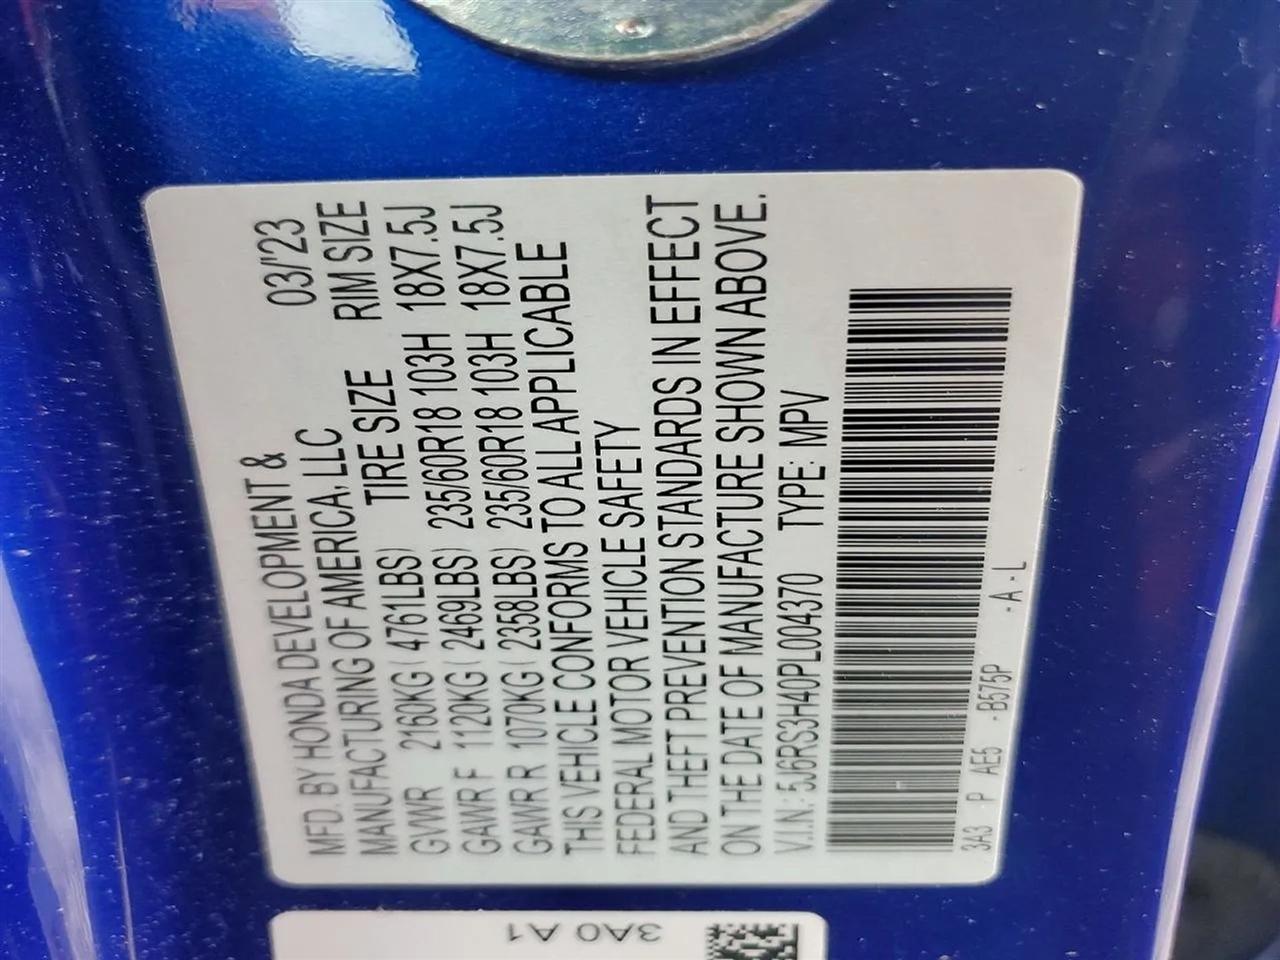 MFD. BY HONDA DEVELOPMENT & 03/'23
MANUFACTURING OF AMERICA, LLC RIM SIZE
TIRE SIZE
GVWR 2160KG ( 4761LBS) 235/60R18 103H 18X7.5J
GAWR F 1120KG ( 2469LBS) 235/60R18 103H 18X7.5J
GAWR R 1070KG ( 2358LBS)
THIS VEHICLE CONFORMS TO ALL APPLICABLE
FEDERAL MOTOR VEHICLE SAFETY
AND THEFT PREVENTION STANDARDS IN EFFECT
ON THE DATE OF MANUFACTURE SHOWN ABOVE.
V.I.N.: 5J6RS3H40PL004370 TYPE: MPV
3A3 P AE5 -B575P -A-L
3A0 A1